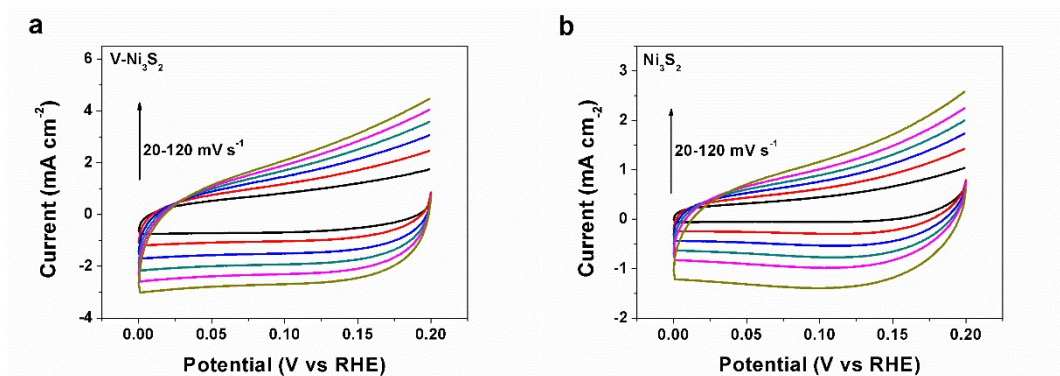 a
V-Ni₃S₂
20-120 mV s⁻¹
Current (mA cm⁻²)
6
4
2
0
-2
-4
0.00 0.05 0.10 0.15 0.20
Potential (V vs RHE)
b
Ni₃S₂
20-120 mV s⁻¹
Current (mA cm₋₂)
3
2
1
0
-1
-2
0.00 0.05 0.10 0.15 0.20
Potential (V vs RHE)